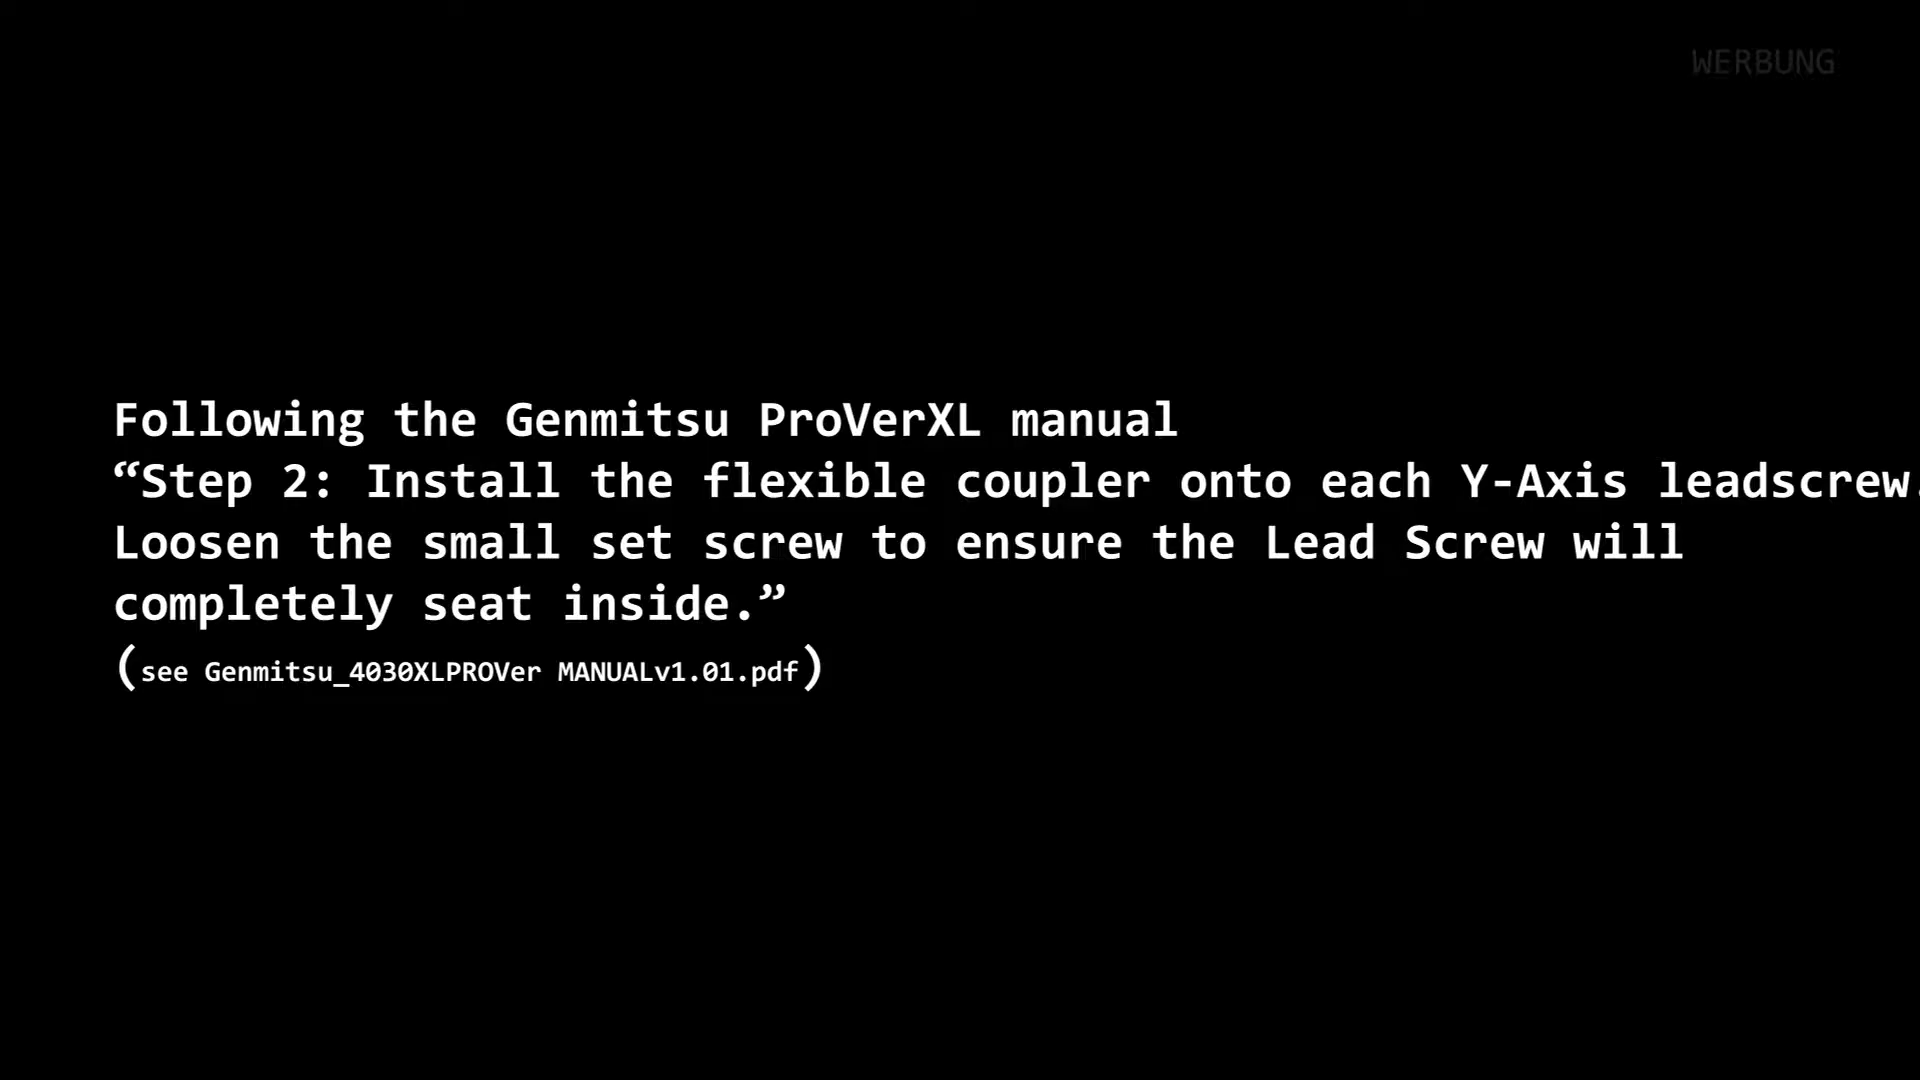 WERBUNG
Following the Genmitsu ProVerXL manual
“Step 2: Install the flexible coupler onto each Y-Axis leadscrew.
Loosen the small set screw to ensure the Lead Screw will
completely seat inside.”
(see Genmitsu_4030XLPROVer MANUALv1.01.pdf)